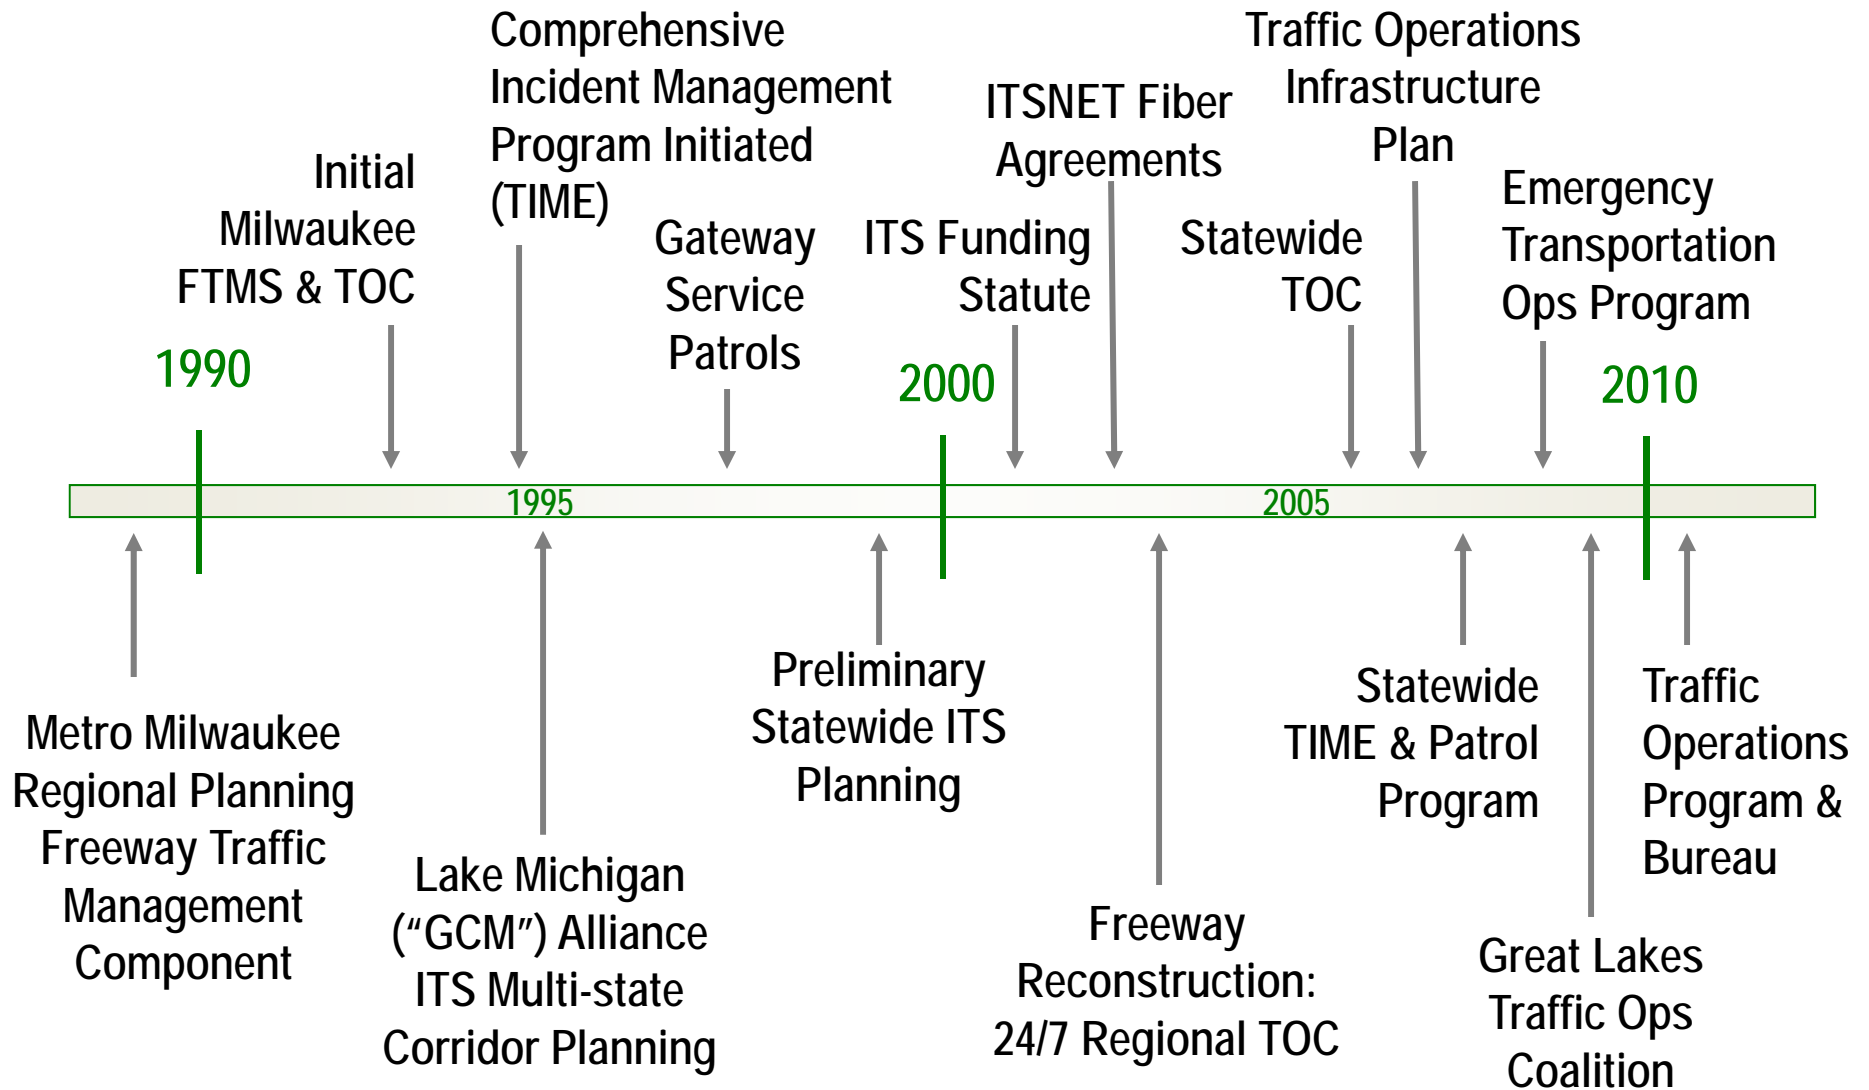 Comprehensive
Incident Management
Program Initiated
(TIME)
Traffic Operations
Infrastructure
Plan
ITSNET Fiber
Agreements
Initial
Milwaukee
FTMS & TOC
Gateway
Service
Patrols
ITS Funding
Statute
Statewide
TOC
Emergency
Transportation
Ops Program
1990
2000
2010
1995
2005
Metro Milwaukee
Regional Planning
Freeway Traffic
Management
Component
Lake Michigan
(“GCM”) Alliance
ITS Multi-state
Corridor Planning
Preliminary
Statewide ITS
Planning
Freeway
Reconstruction:
24/7 Regional TOC
Statewide
TIME & Patrol
Program
Great Lakes
Traffic Ops
Coalition
Traffic
Operations
Program &
Bureau